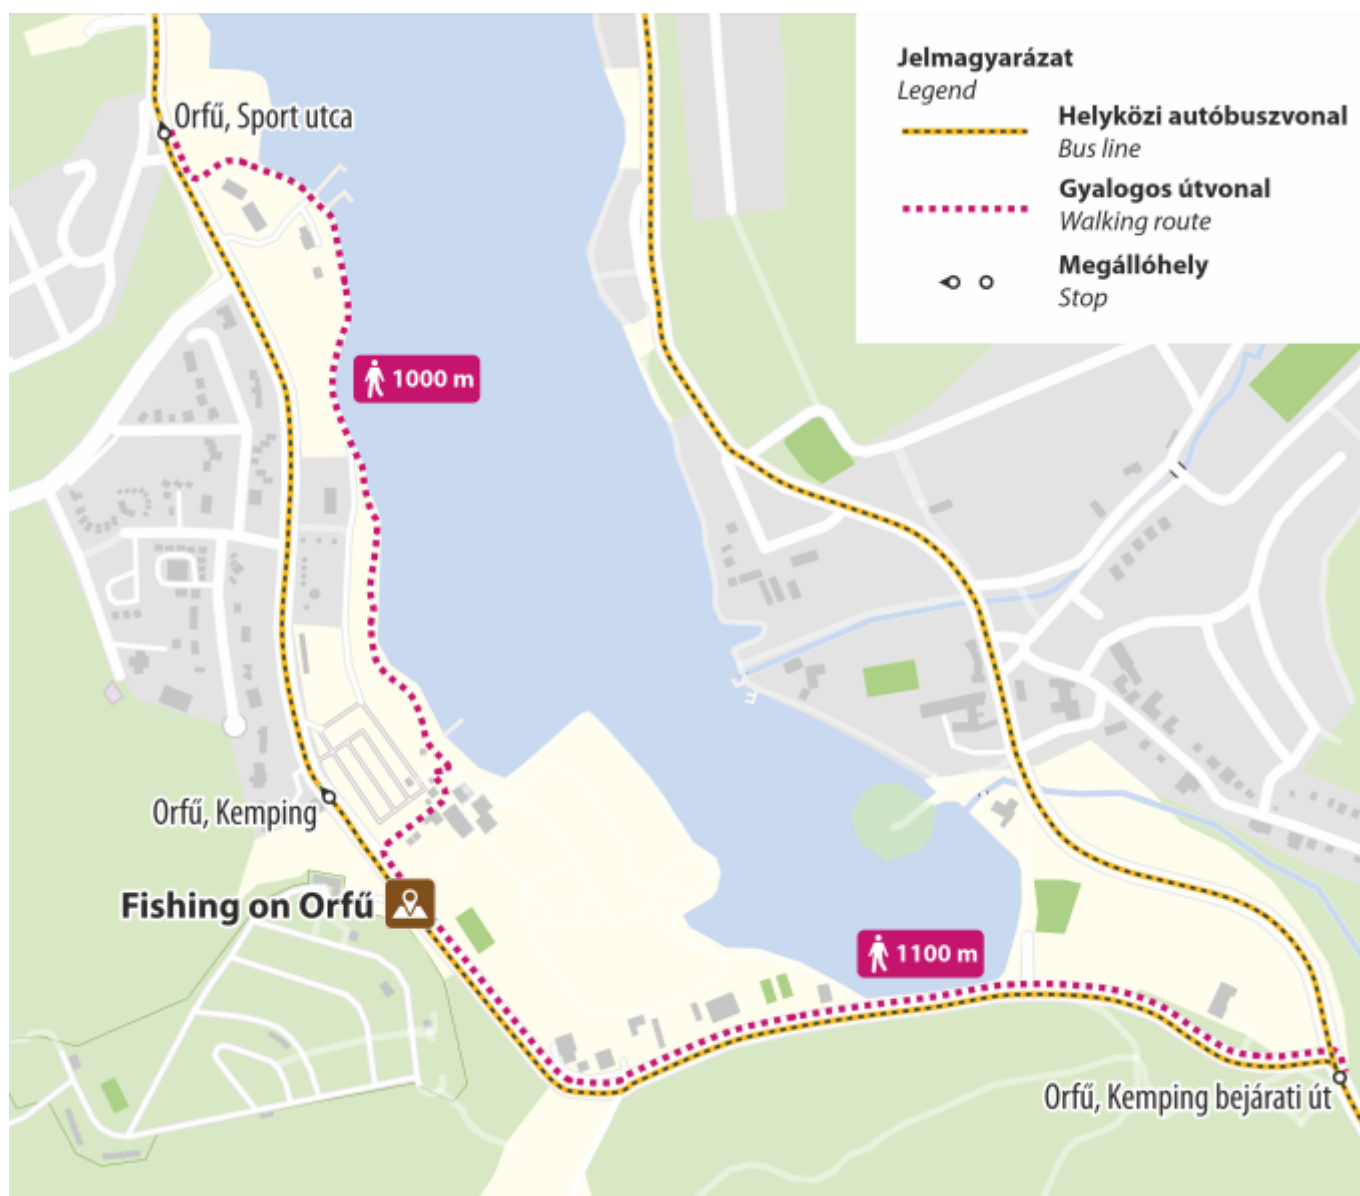 Jelmagyarázat
Legend
Helyközi autóbuszvonal
Bus line
Gyalogos útvonal
Walking route
Megállóhely
Stop
Orfű, Sport utca
1000 m
Orfű, Kemping
Fishing on Orfű
1100 m
Orfű, Kemping bejárati út